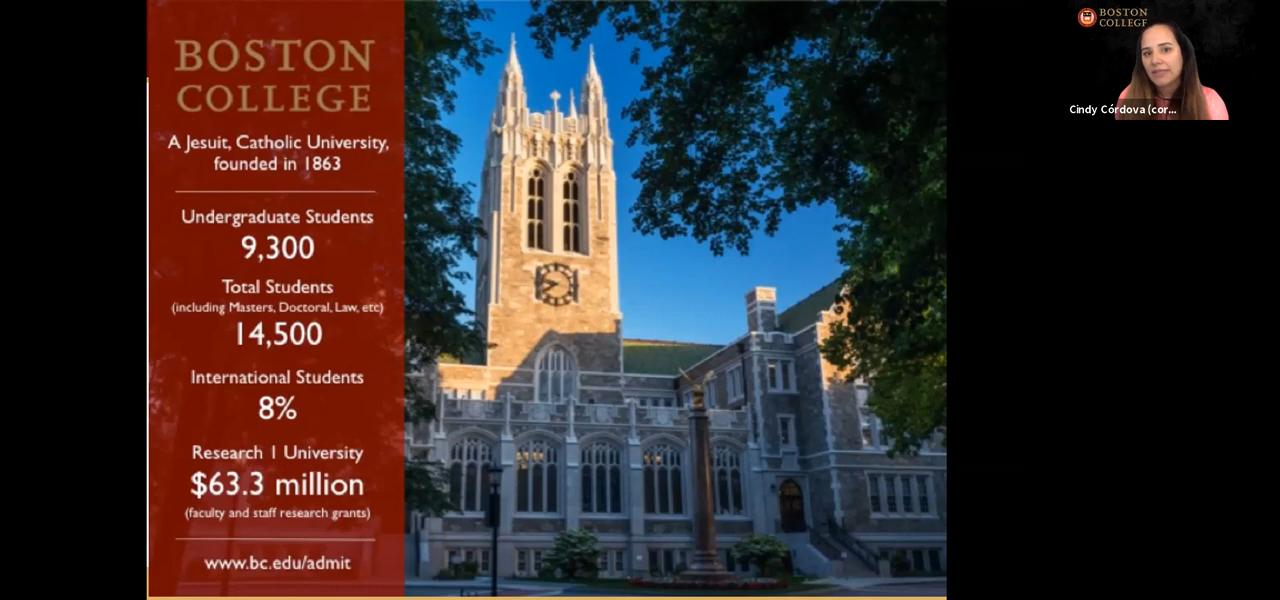 BOSTON
COLLEGE
A Jesuit, Catholic University,
founded in 1863
Undergraduate Students
9,300
Total Students
(including Masters, Doctoral, Law, etc)
14,500
International Students
8%
Research 1 University
$63.3 million
(faculty and staff research grants)
www.bc.edu/admit
BOSTON
COLLEGE
Cindy Córdova (cor...